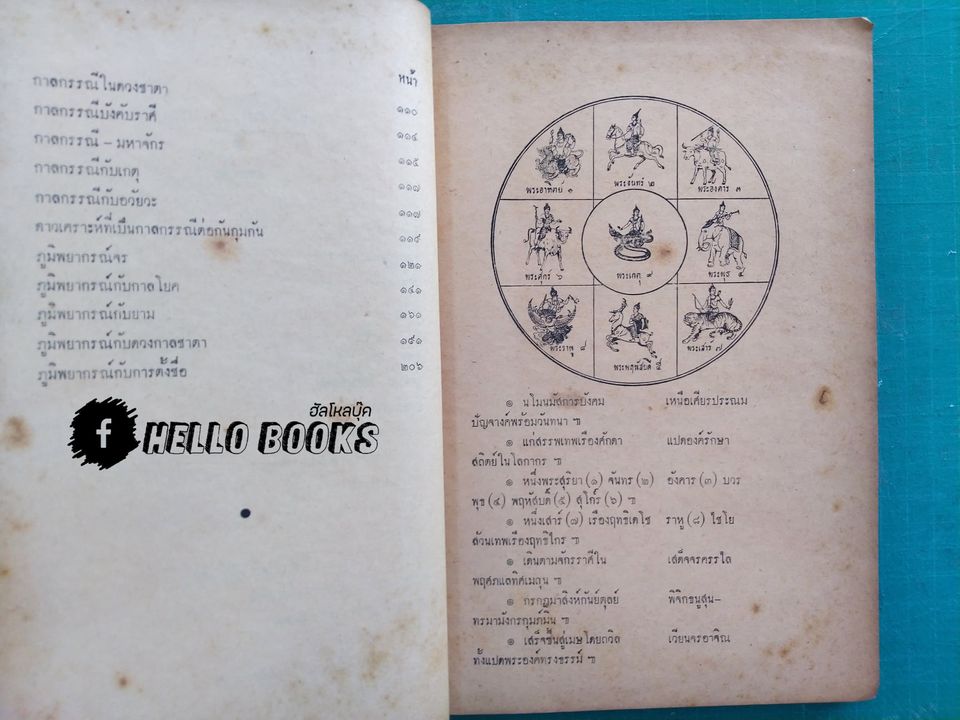 หน้า
กาลกรรณีในดวงชาตา ๑๑๐
กาลกรรณีบังคับราศี ๑๑๔
กาลกรรณี – มหาจักร ๑๑๕
กาลกรรณีกับเกตุ ๑๑๗
กาลกรรณีกับอวัยวะ ๑๑๗
ดาวเคราะห์ที่เป็นกาลกรรณีต่อกันกุมกัน ๑๑๙
ภูมิพยากรณ์จร ๑๒๑
ภูมิพยากรณ์กับกาลโยค ๑๔๑
ภูมิพยากรณ์กับยาม ๑๖๑
ภูมิพยากรณ์กับดวงกาลชาตา ๑๙๑
ภูมิพยากรณ์กับการตั้งชื่อ ๒๐๖
ฮัลโหลบุ๊ค
f HELLO BOOKS
พระอาทิตย์ ๑ พระจันทร์ ๒ พระอังคาร ๓
พระศุกร์ ๖ พระเกตุ ๙ พระพุธ ๔
พระราหู ๘ พระพฤหัสบดี ๕ พระเสาร์ ๗
๏ นโมนมัสการบังคม เหนือเศียรประณม
บัญจางค์พร้อมวันทนา ฯ
๏ แก่สรรพเทพเรืองศักดา แปดองค์รักษา
สถิตย์ในโลกากร ฯ
๏ หนึ่งพระสุริยา (๑) จันทร (๒) อังคาร (๓) บวร
พุธ (๔) พฤหัสบดี (๕) สุโกร์ (๖) ฯ
๏ หนึ่งเสาร์ (๗) เรืองฤทธิเดโช ราหู (๘) ใชโย
ล้วนเทพเรืองฤทธิไกร ฯ
๏ เดินตามจักรราศีใน เสด็จจรครรไล
พฤศภแลทิศเมถุน ฯ
๏ กรกฎมาสิงห์กันย์ตุลย์ พิจิกธนูสุน–
ทรมามังกรกุมภ์มีน ฯ
๏ เสร็จขึ้นสู่เมษโดยถวิล เวียนจรอาจิณ
ทั้งแปดพระองค์ทรงธรรม์ ฯ